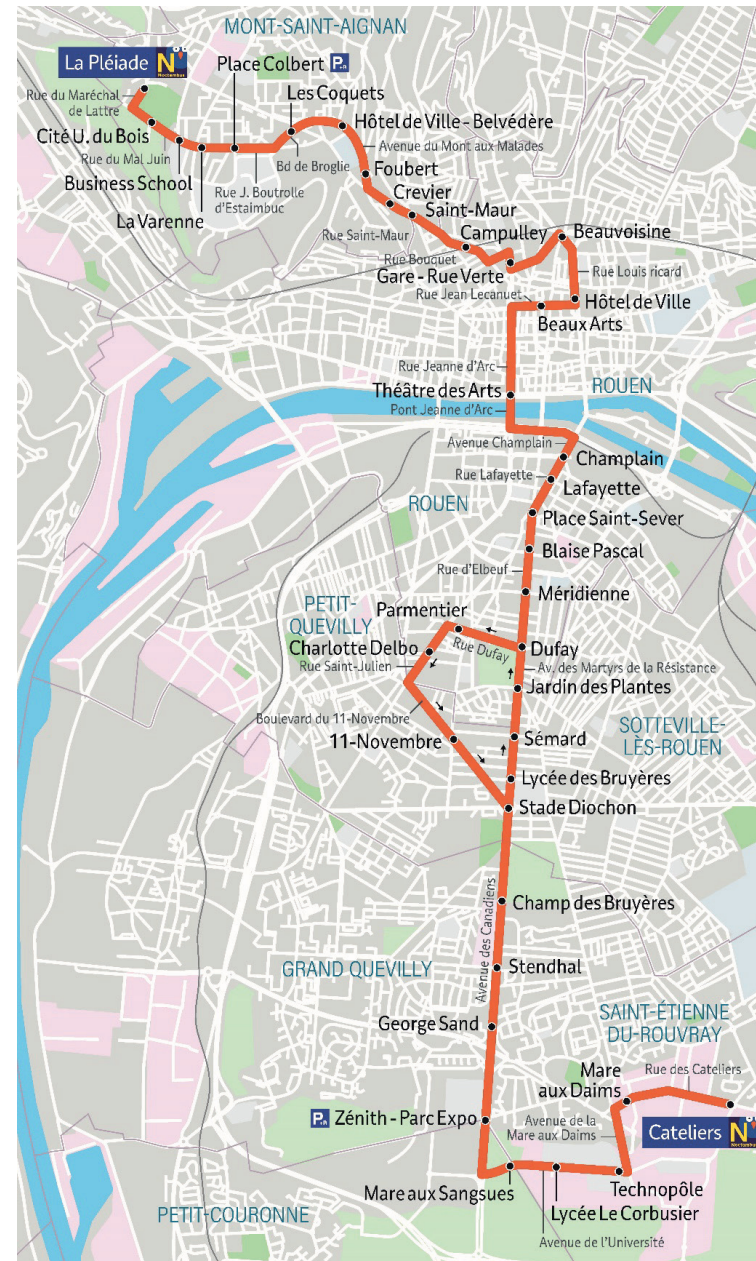 MONT-SAINT-AIGNAN
La Pléiade N
Noctambus
Place Colbert P+R
Rue du Maréchal
de Lattre
Les Coquets
Hôtel de Ville - Belvédère
Cité U. du Bois
Avenue du Mont aux Malades
Rue du Mal Juin
Bd de Broglie
Business School
Foubert
Rue J. Boutrolle
d'Estaimbuc
La Varenne
Crevier
Saint-Maur
Rue Saint-Maur
Campulley
Beauvoisine
Rue Bouquet
Gare - Rue Verte
Rue Louis ricard
Rue Jean Lecanuet
Hôtel de Ville
Beaux Arts
Rue Jeanne d'Arc
ROUEN
Théâtre des Arts
Pont Jeanne d'Arc
Avenue Champlain
Champlain
Rue Lafayette
Lafayette
ROUEN
Place Saint-Sever
Blaise Pascal
Rue d'Elbeuf
Méridienne
PETIT-
QUEVILLY
Parmentier
Charlotte Delbo
Rue Dufay
Dufay
Rue Saint-Julien
Av. des Martyrs de la Résistance
Jardin des Plantes
Boulevard du 11-Novembre
11-Novembre
Sémard
SOTTEVILLE-
LÈS-ROUEN
Lycée des Bruyères
Stade Diochon
Champ des Bruyères
Avenue des Canadiens
GRAND QUEVILLY
Stendhal
George Sand
SAINT-ÉTIENNE
DU-ROUVRAY
Mare
aux Daims
Rue des Cateliers
P+R Zénith - Parc Expo
Avenue de la
Mare aux Daims
Cateliers N
Noctambus
Mare aux Sangsues
Technopôle
Lycée Le Corbusier
PETIT-COURONNE
Avenue de l'Université